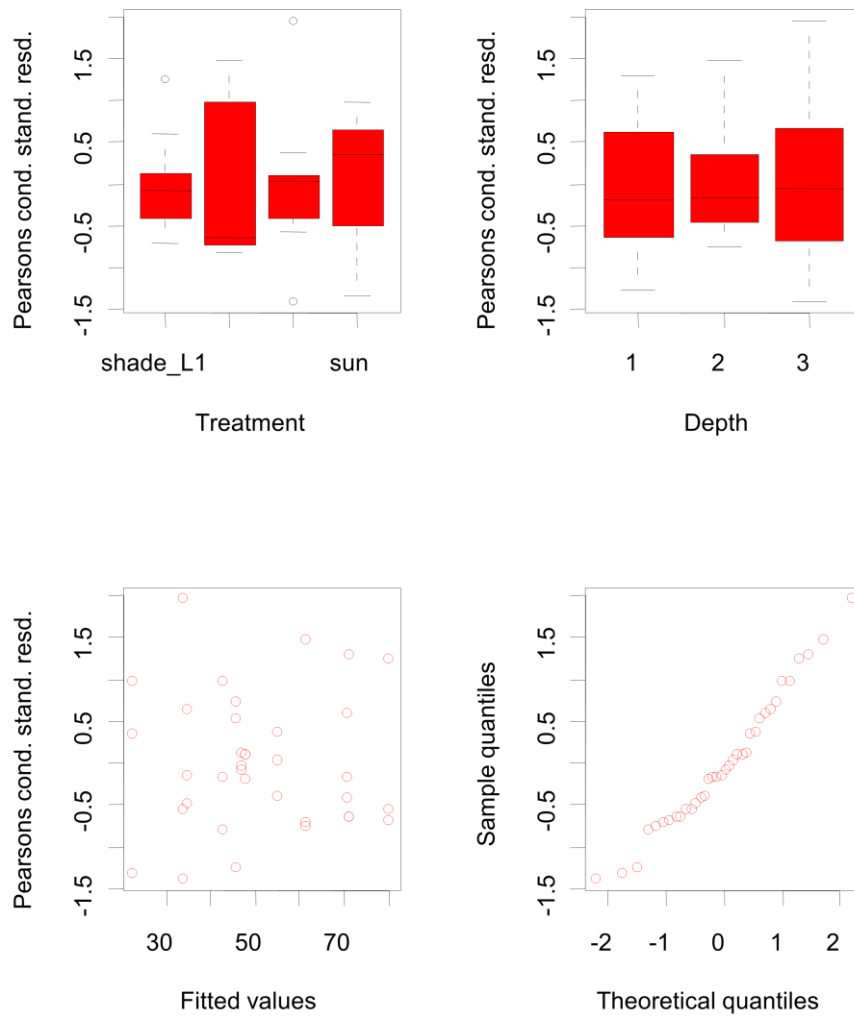 Pearsons cond. stand. resd.
-1.5 -0.5 0.5 1.5
shade_L1 sun
Treatment
Pearsons cond. stand. resd.
-1.5 -0.5 0.5 1.5
1 2 3
Depth
Pearsons cond. stand. resd.
-1.5 -0.5 0.5 1.5
30 50 70
Fitted values
Sample quantiles
-1.5 -0.5 0.5 1.5
-2 -1 0 1 2
Theoretical quantiles